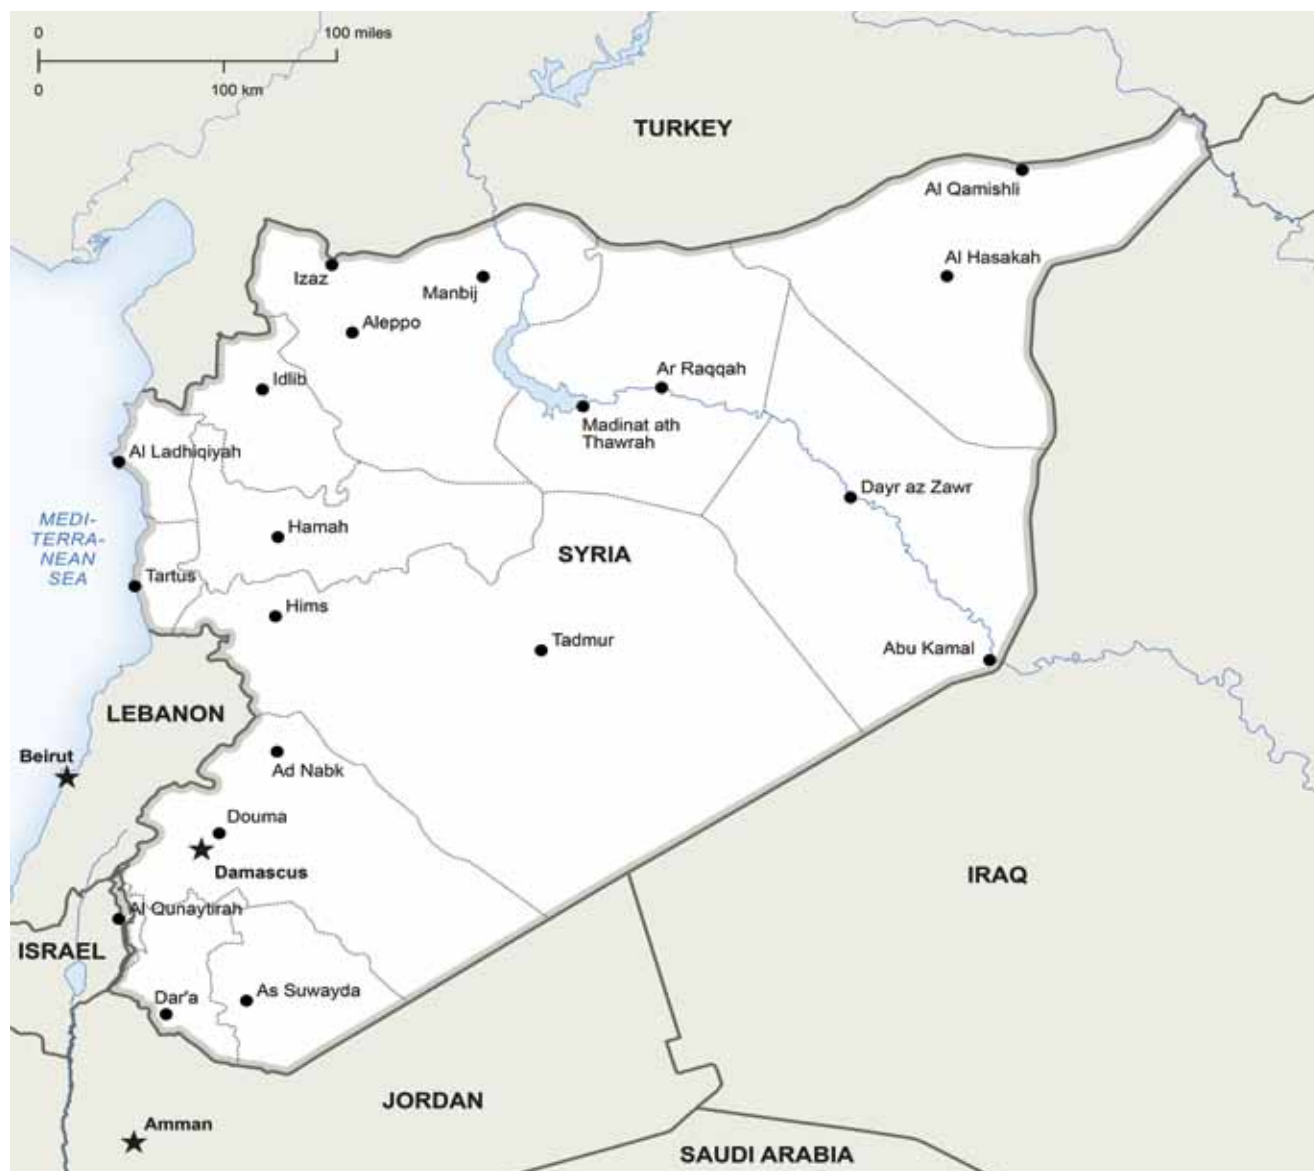 0
100 miles
0
100 km
TURKEY
Al Qamishli
Al Hasakah
Izaz
Manbij
Aleppo
Idlib
Ar Raqqah
Madinat ath
Thawrah
Al Ladhiqiyah
Dayr az Zawr
MEDI-
TERRA-
NEAN
SEA
Hamah
SYRIA
Tartus
Hims
Tadmur
Abu Kamal
LEBANON
Beirut
Ad Nabk
Douma
Damascus
IRAQ
Al Qunaytirah
ISRAEL
Dar'a
As Suwayda
JORDAN
Amman
SAUDI ARABIA